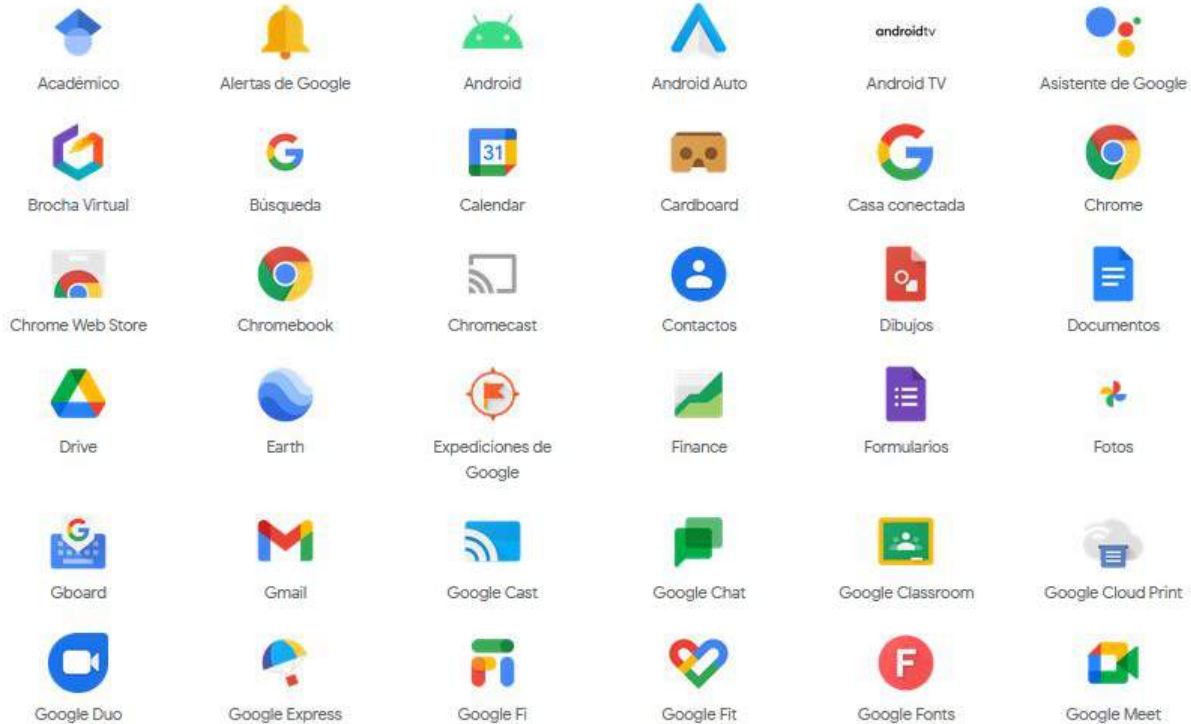 androidtv
Académico
Alertas de Google
Android
Android Auto
Android TV
Asistente de Google
31
Brocha Virtual
Búsqueda
Calendar
Cardboard
Casa conectada
Chrome
Chrome Web Store
Chromebook
Chromecast
Contactos
Dibujos
Documentos
Drive
Earth
Expediciones de
Google
Finance
Formularios
Fotos
G
Gboard
Gmail
Google Cast
Google Chat
Google Classroom
Google Cloud Print
F
Google Duo
Google Express
Google Fi
Google Fit
Google Fonts
Google Meet